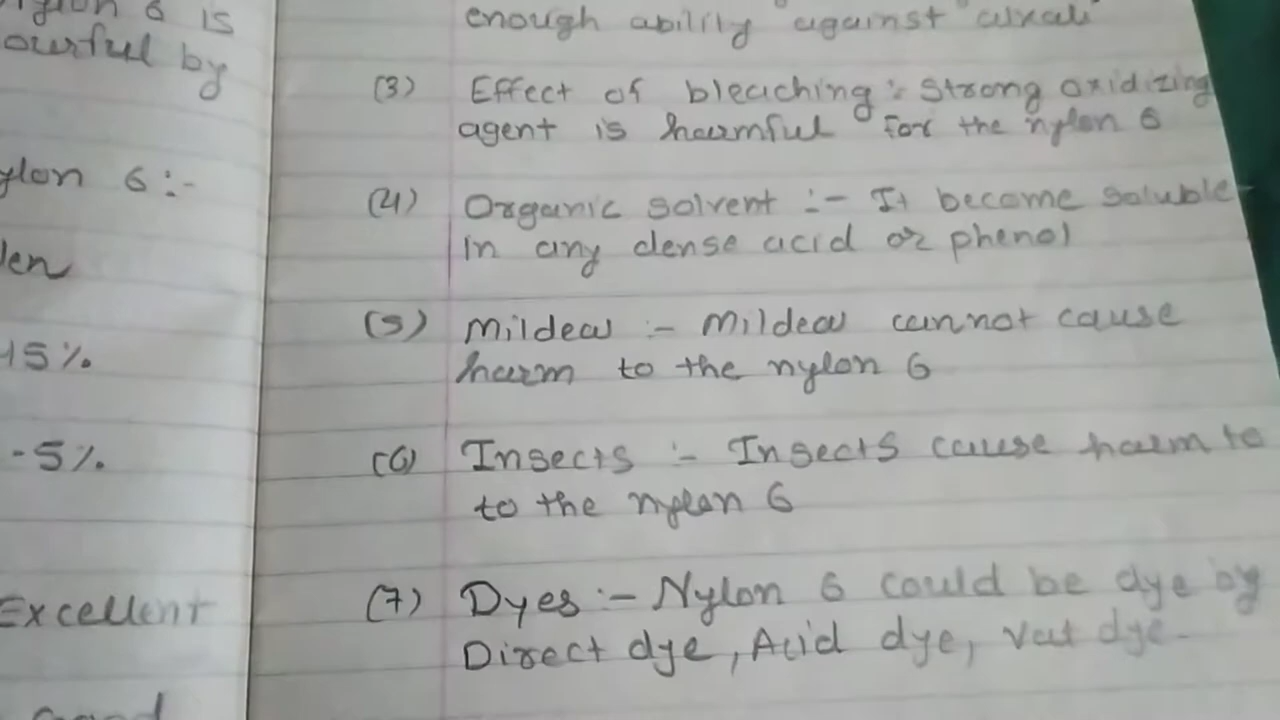 6 is
by
ylon 6:-
15%
-5%.
Excellent
enough ability against alkali
(3) Effect of bleaching : Strong oxidizing
agent is harmful for the nylon 6
(4) Organic solvent :- It become soluble
in any dense acid or phenol
(5) Mildew :- Mildew cannot cause
harm to the nylon 6
(6) Insects :- Insects cause harm to
to the nylon 6
(7) Dyes :- Nylon 6 could be dye by
Direct dye, Acid dye, vat dye.